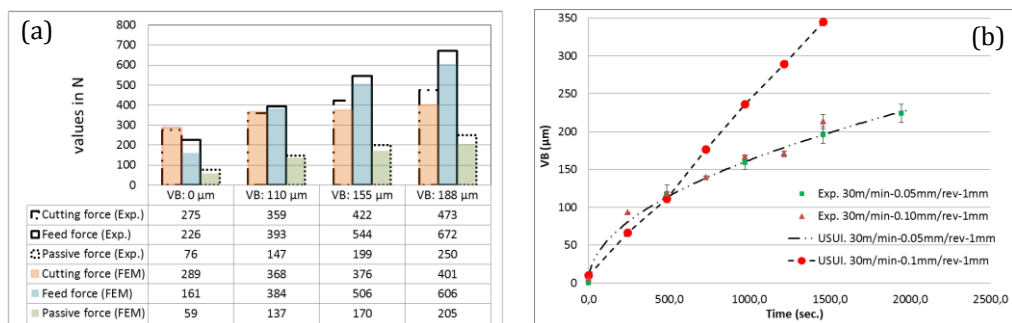 (a)
values in N
800
700
600
500
400
300
200
100
0
VB: 0 µm VB: 110 µm VB: 155 µm VB: 188 µm
Cutting force (Exp.) 275 359 422 473
Feed force (Exp.) 226 393 544 672
Passive force (Exp.) 76 147 199 250
Cutting force (FEM) 289 368 376 401
Feed force (FEM) 161 384 506 606
Passive force (FEM) 59 137 170 205
(b)
VB (µm)
350
300
250
200
150
100
50
0
Exp. 30m/min-0.05mm/rev-1mm
Exp. 30m/min-0.10mm/rev-1mm
USUI. 30m/min-0.05mm/rev-1mm
USUI. 30m/min-0.1mm/rev-1mm
0,0 500,0 1000,0 1500,0 2000,0 2500,0
Time (sec.)